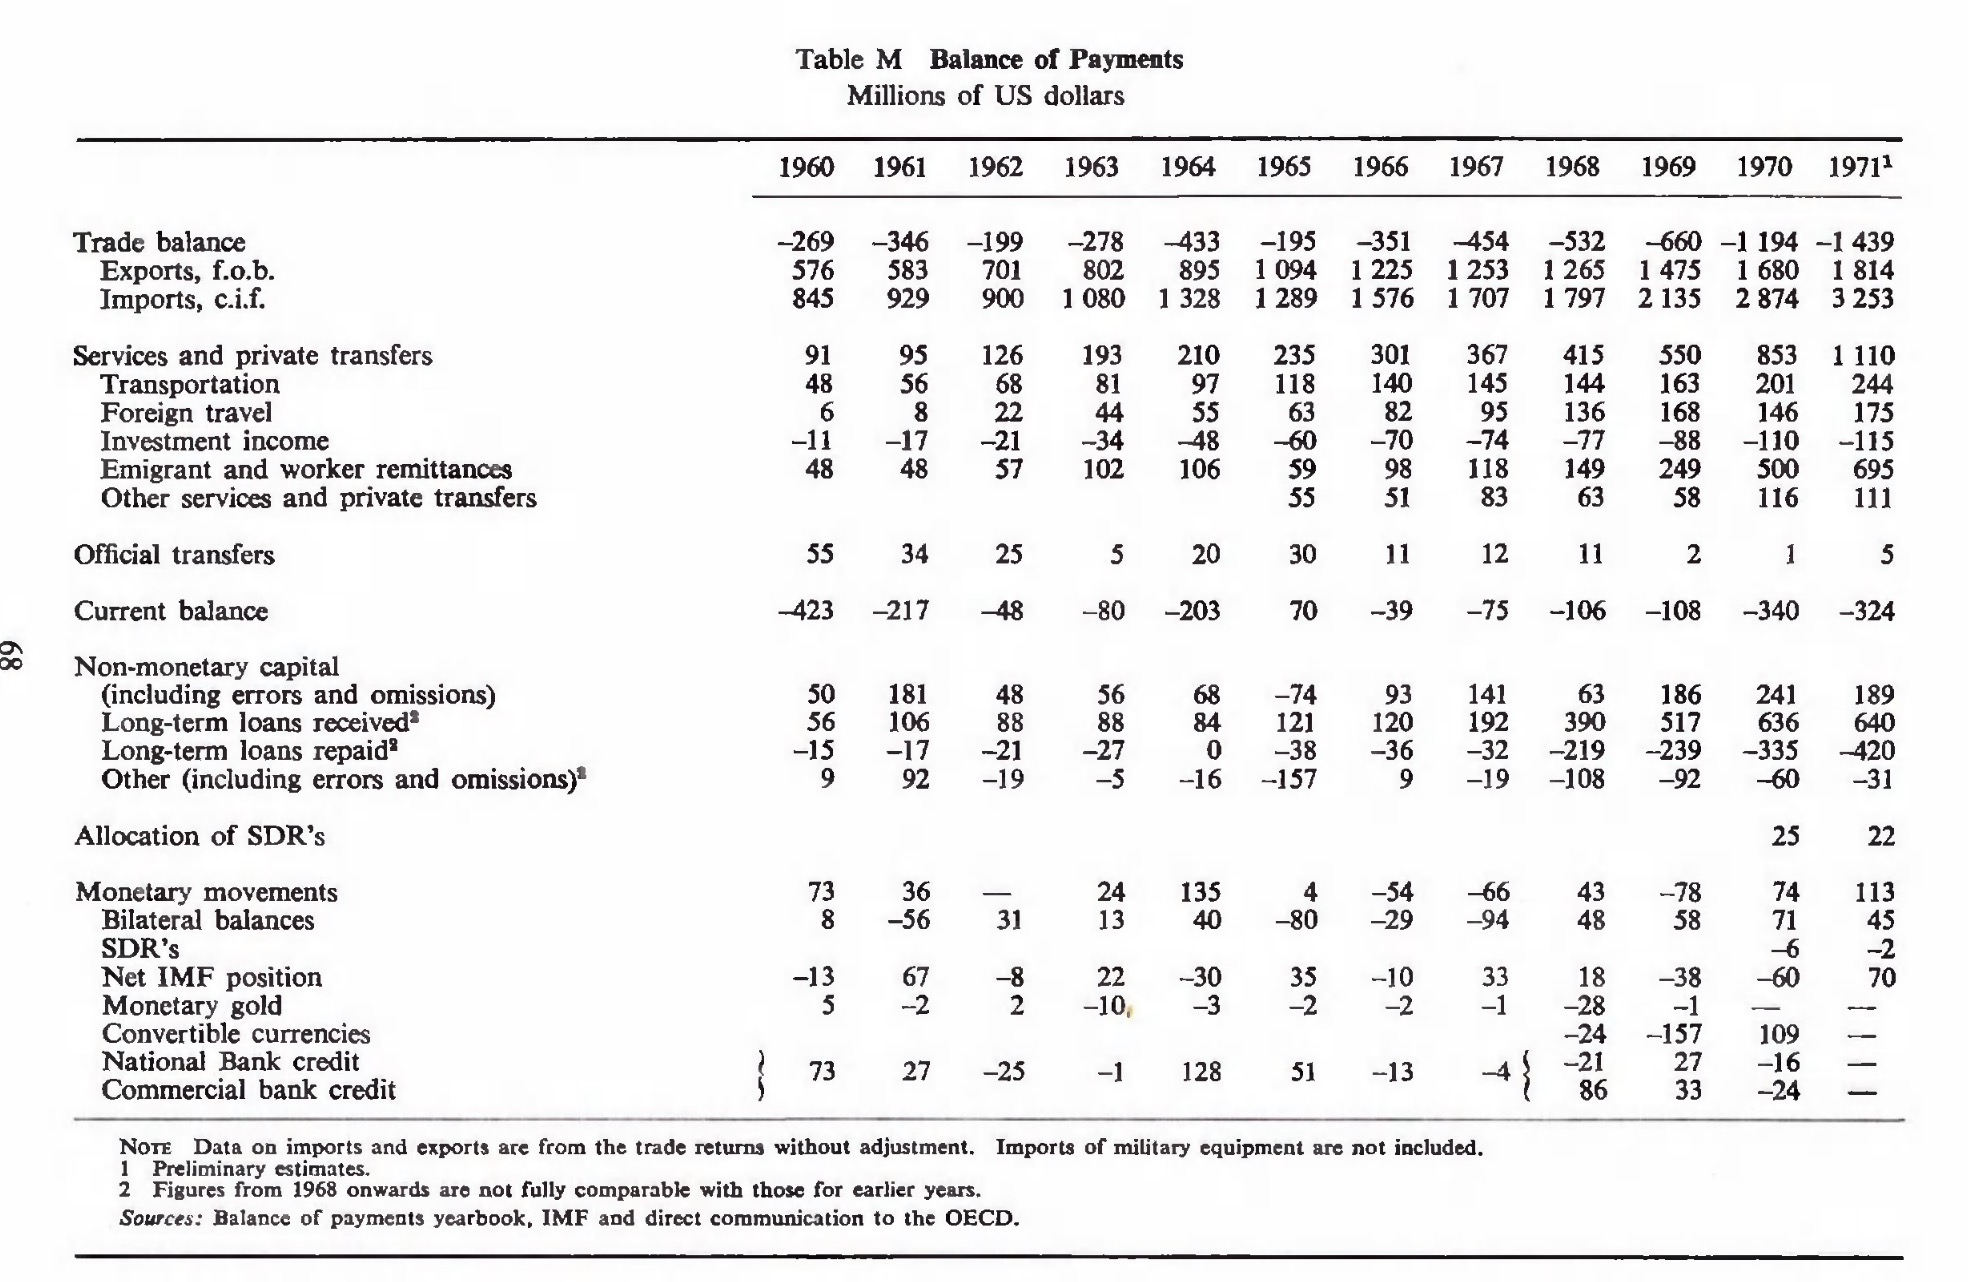 Table M Balance of Payments
Millions of US dollars
1960 1961 1962 1963 1964 1965 1966 1967 1968 1969 1970 1971¹
Trade balance –269 –346 –199 –278 –433 –195 –351 –454 –532 –660 –1 194 –1 439
Exports, f.o.b. 576 583 701 802 895 1 094 1 225 1 253 1 265 1 475 1 680 1 814
Imports, c.i.f. 845 929 900 1 080 1 328 1 289 1 576 1 707 1 797 2 135 2 874 3 253
Services and private transfers 91 95 126 193 210 235 301 367 415 550 853 1 110
Transportation 48 56 68 81 97 118 140 145 144 163 201 244
Foreign travel 6 8 22 44 55 63 82 95 136 168 146 175
Investment income –11 –17 –21 –34 –48 –60 –70 –74 –77 –88 –110 –115
Emigrant and worker remittances 48 48 57 102 106 59 98 118 149 249 500 695
Other services and private transfers 55 51 83 63 58 116 111
Official transfers 55 34 25 5 20 30 11 12 11 2 1 5
Current balance –423 –217 –48 –80 –203 70 –39 –75 –106 –108 –340 –324
Non-monetary capital
(including errors and omissions) 50 181 48 56 68 –74 93 141 63 186 241 189
Long-term loans received² 56 106 88 88 84 121 120 192 390 517 636 640
Long-term loans repaid² –15 –17 –21 –27 0 –38 –36 –32 –219 –239 –335 –420
Other (including errors and omissions)² 9 92 –19 –5 –16 –157 9 –19 –108 –92 –60 –31
Allocation of SDR's 25 22
Monetary movements 73 36 — 24 135 4 –54 –66 43 –78 74 113
Bilateral balances 8 –56 31 13 40 –80 –29 –94 48 58 71 45
SDR's –6 –2
Net IMF position –13 67 –8 22 –30 35 –10 33 18 –38 –60 70
Monetary gold 5 –2 2 –10 –3 –2 –2 –1 –28 –1 — —
Convertible currencies –24 –157 109 —
National Bank credit } 73 27 –25 –1 128 51 –13 –4 { –21 27 –16 —
Commercial bank credit 86 33 –24 —
NOTE Data on imports and exports are from the trade returns without adjustment. Imports of military equipment are not included.
1 Preliminary estimates.
2 Figures from 1968 onwards are not fully comparable with those for earlier years.
Sources: Balance of payments yearbook, IMF and direct communication to the OECD.
68